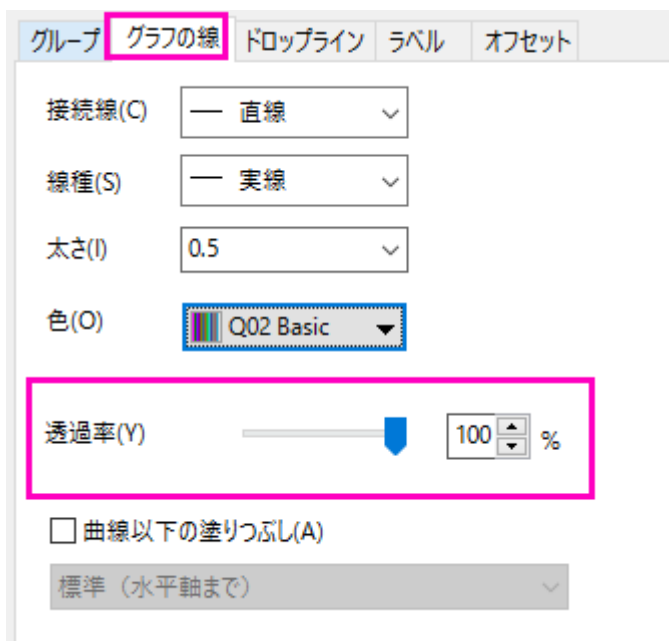 グループ グラフの線 ドロップライン ラベル オフセット
接続線(C) 直線
線種(S) 実線
太さ(I) 0.5
色(O) Q02 Basic
透過率(Y) 100 %
曲線以下の塗りつぶし(A)
標準（水平軸まで）